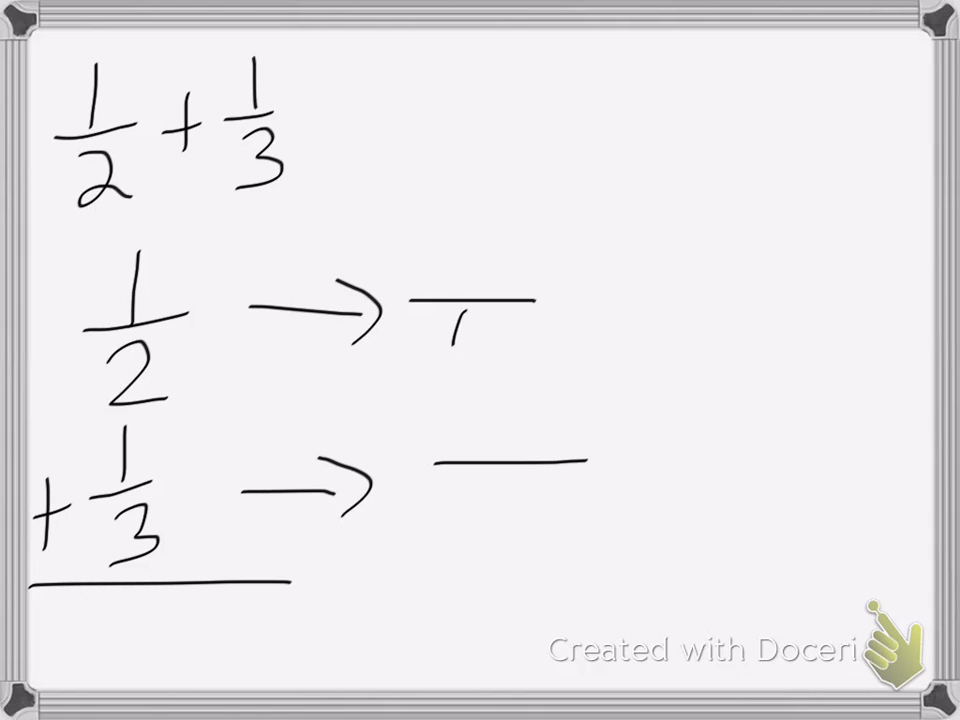 1/2 + 1/3
1/2 →
+ 1/3 →
Created with Doceri